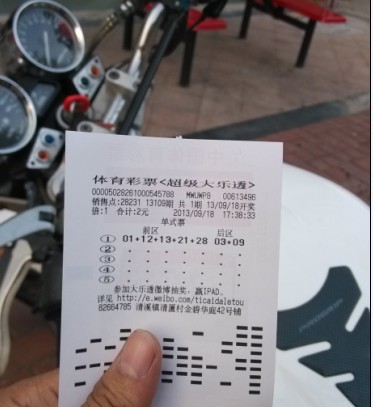 体育彩票<超级大乐透>
00005028261000545788 MWUWP8 00613496
销售点:28231 13109期 共 1期 13/09/18开奖
倍:1 合计:2元 2013/09/18 17:38:33
单式票
前区 后区
① 01+12+13+21+28 03+09
② . . . . . . .
③ . . . . . . .
④ . . . . . . .
⑤ . . . . . . .
参加大乐透微博抽奖，赢IPAD。
详见 http://e.weibo.com/ticaidaletou
82664785 清溪镇清厦村金碧华庭42号铺